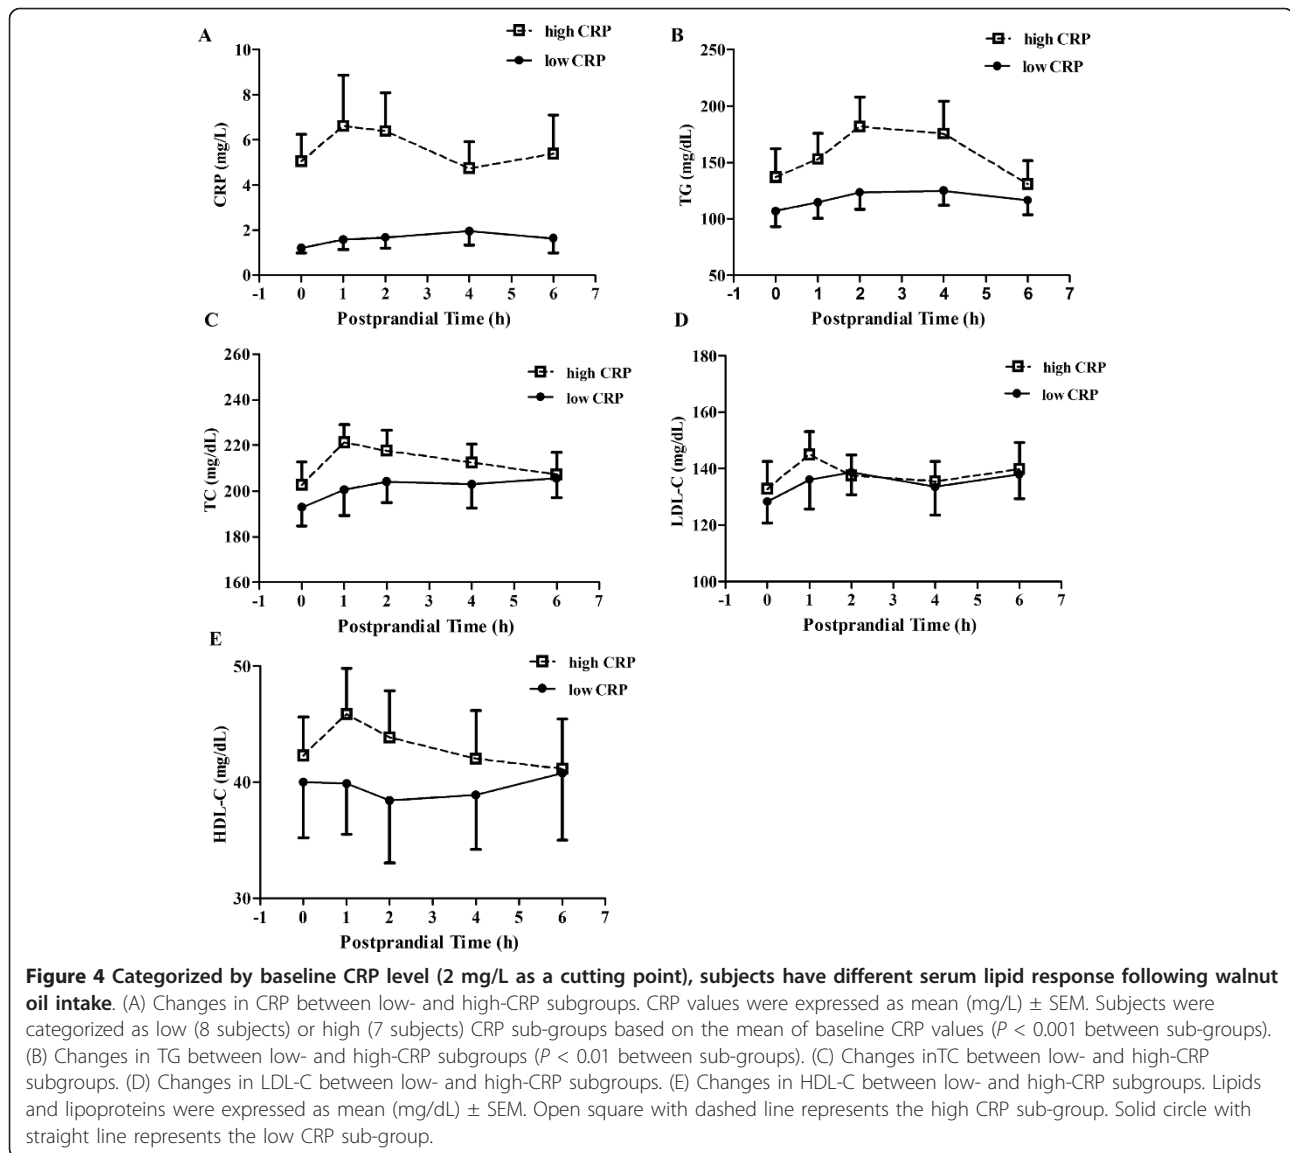 A
high CRP
low CRP
10
8
6
4
2
0
CRP (mg/L)
-1 0 1 2 3 4 5 6 7
Postprandial Time (h)
B
high CRP
low CRP
250
200
150
100
50
TG (mg/dL)
-1 0 1 2 3 4 5 6 7
Postprandial Time (h)
C
high CRP
low CRP
260
240
220
200
180
160
TC (mg/dL)
-1 0 1 2 3 4 5 6 7
Postprandial Time (h)
D
high CRP
low CRP
180
160
140
120
100
LDL-C (mg/dL)
-1 0 1 2 3 4 5 6 7
Postprandial Time (h)
E
high CRP
low CRP
50
40
30
HDL-C (mg/dL)
-1 0 1 2 3 4 5 6 7
Postprandial Time (h)
Figure 4 Categorized by baseline CRP level (2 mg/L as a cutting point), subjects have different serum lipid response following walnut
oil intake. (A) Changes in CRP between low- and high-CRP subgroups. CRP values were expressed as mean (mg/L) ± SEM. Subjects were
categorized as low (8 subjects) or high (7 subjects) CRP sub-groups based on the mean of baseline CRP values (P < 0.001 between sub-groups).
(B) Changes in TG between low- and high-CRP subgroups (P < 0.01 between sub-groups). (C) Changes inTC between low- and high-CRP
subgroups. (D) Changes in LDL-C between low- and high-CRP subgroups. (E) Changes in HDL-C between low- and high-CRP subgroups. Lipids
and lipoproteins were expressed as mean (mg/dL) ± SEM. Open square with dashed line represents the high CRP sub-group. Solid circle with
straight line represents the low CRP sub-group.